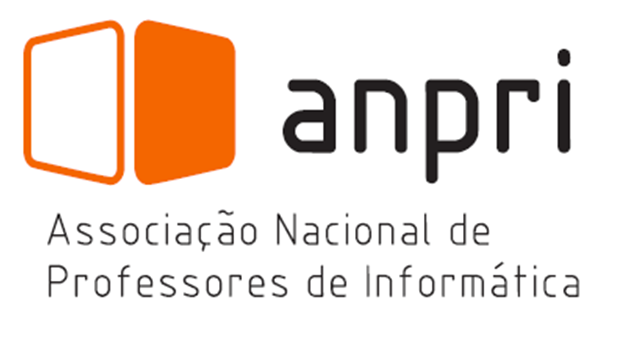 anpri
Associação Nacional de
Professores de Informática